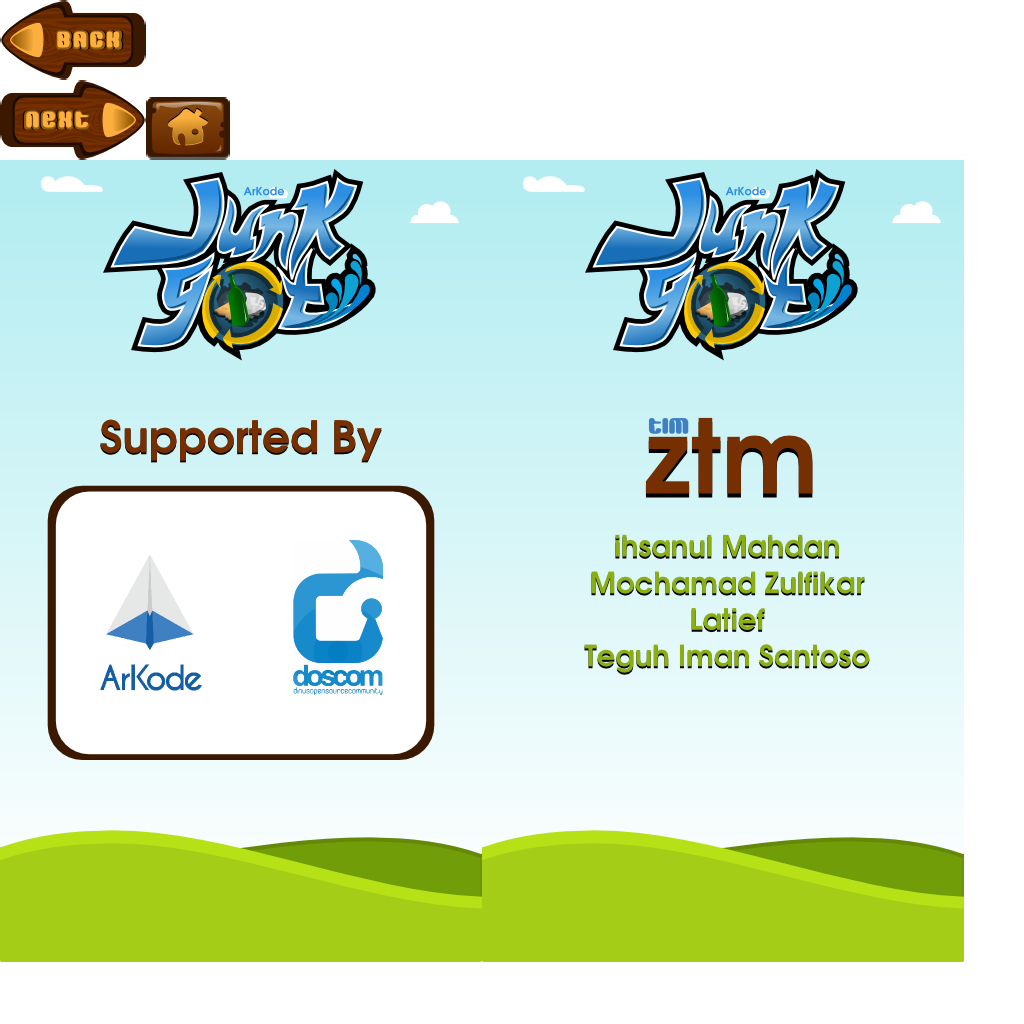 BACK
NEXT
ArKode
Junk
got
Supported By
ArKode
doscom
dinusopensourcecommunity
ArKode
Junk
got
TIM
ztm
ihsanul Mahdan
Mochamad Zulfikar
Latief
Teguh Iman Santoso